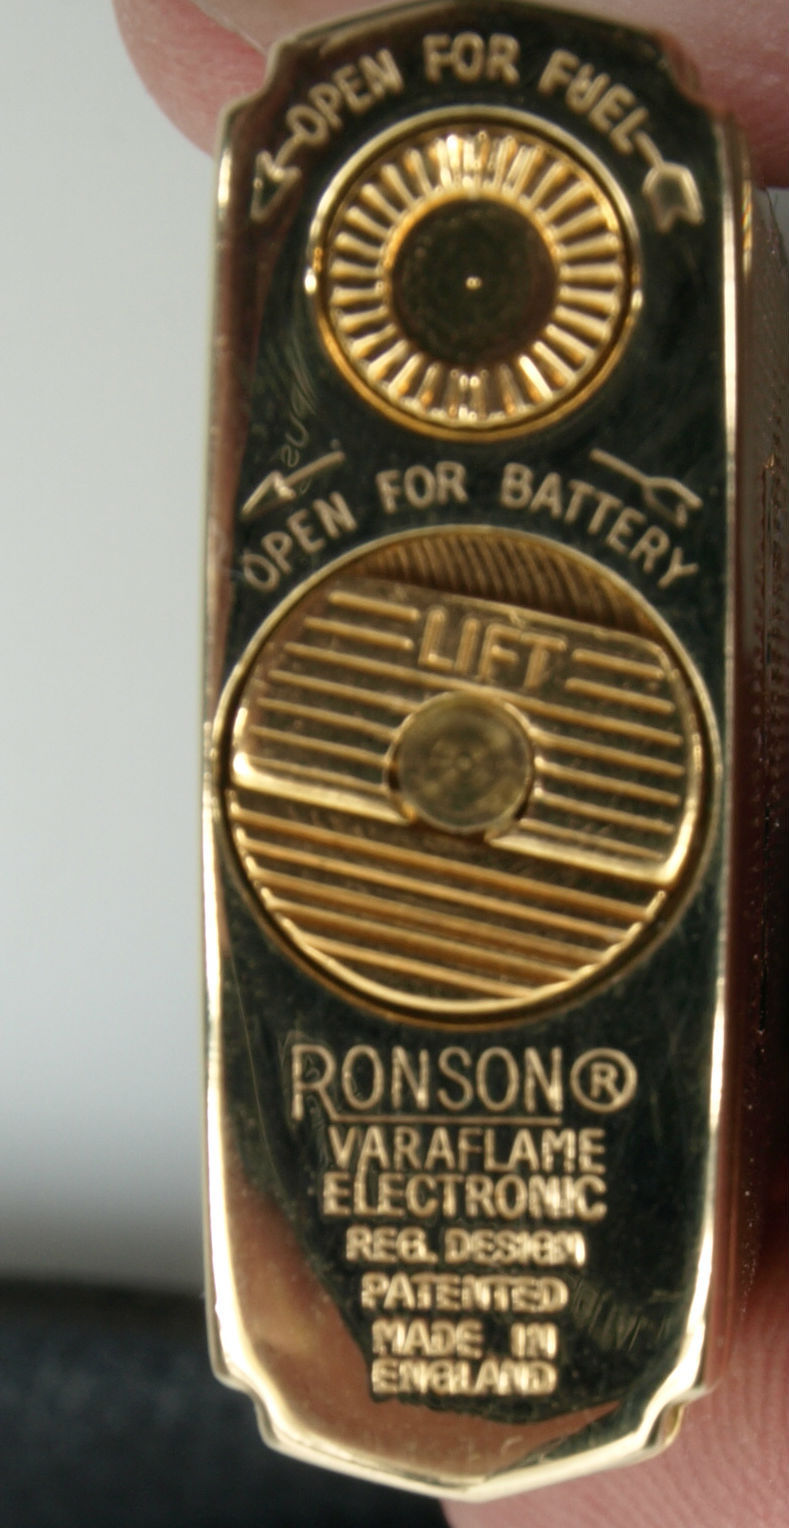 OPEN FOR FUEL
OPEN FOR BATTERY
LIFT
RONSON®
VARAFLAME
ELECTRONIC
REG. DESIGN
PATENTED
MADE IN
ENGLAND